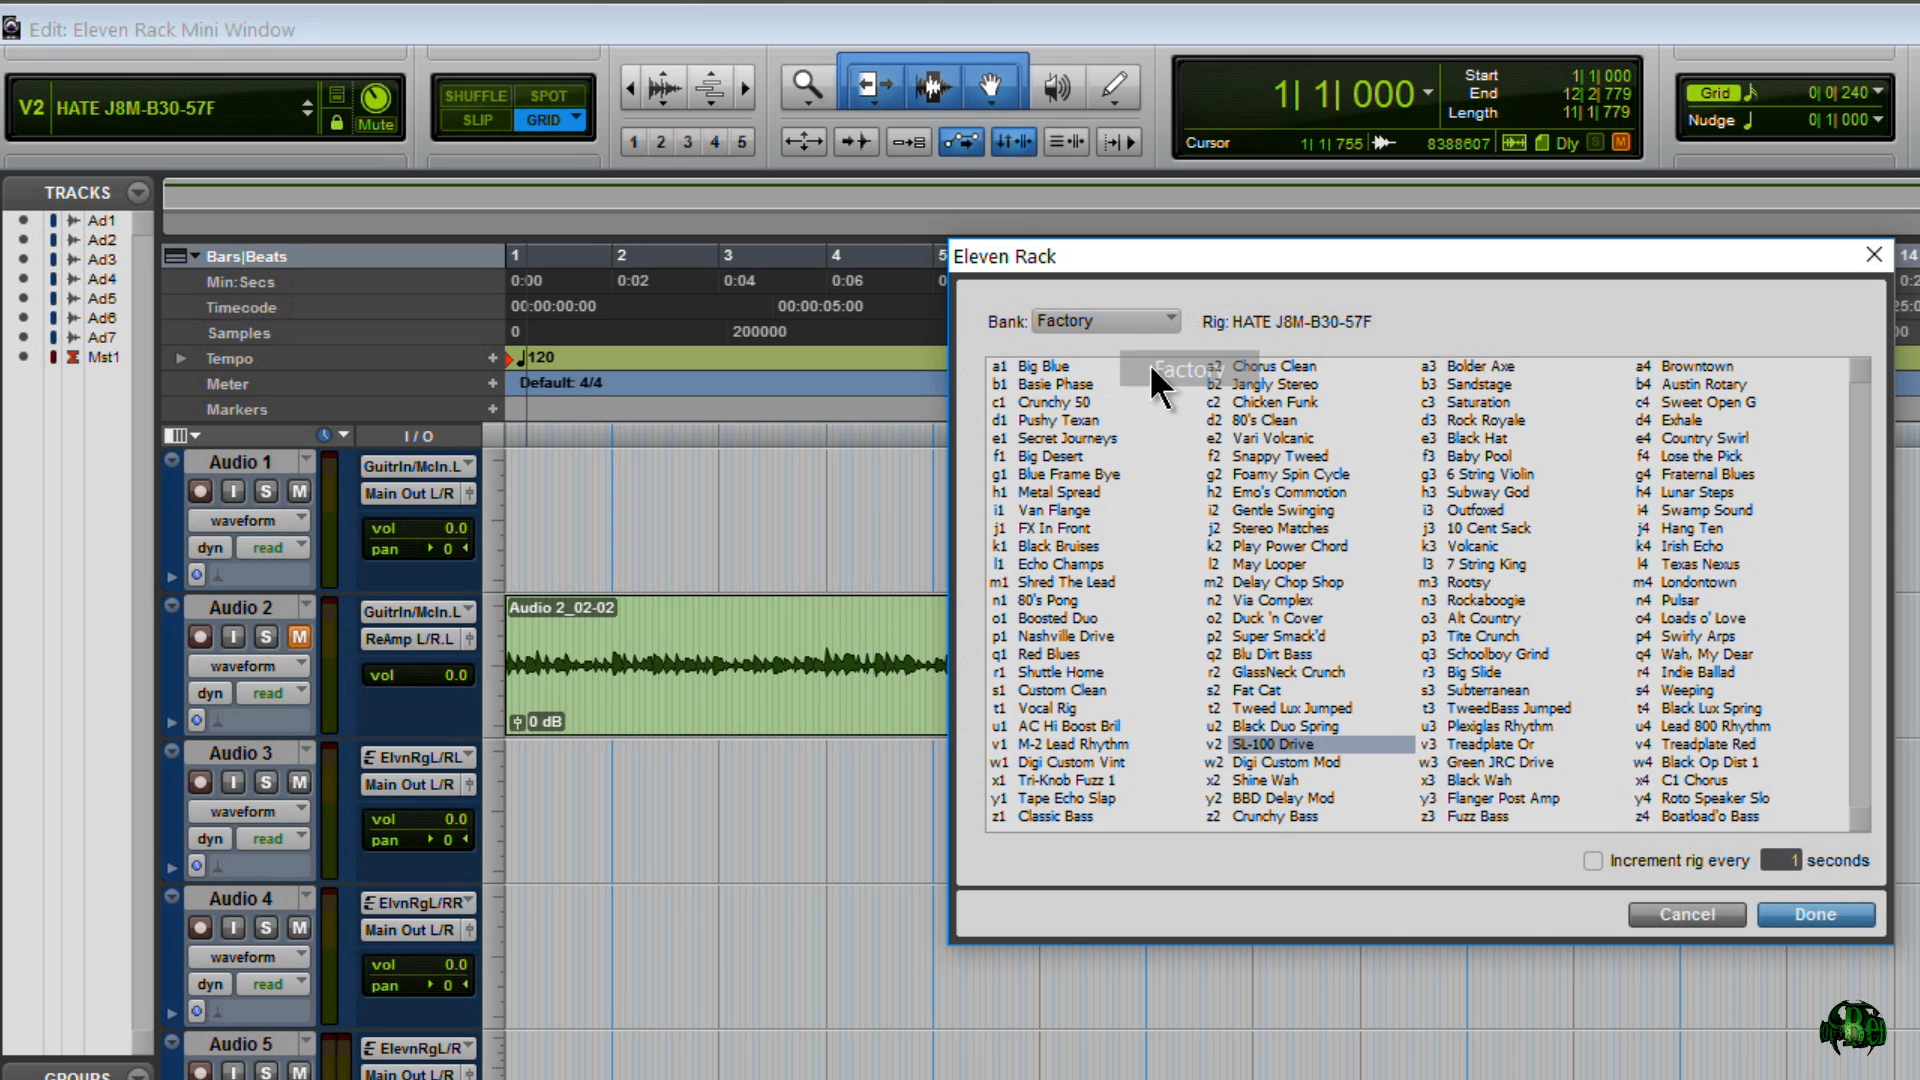 Edit: Eleven Rack Mini Window
V2 HATE J8M-B30-57F
Mute
SHUFFLE SPOT
SLIP GRID
1 2 3 4 5
1| 1| 000
Start 1| 1| 000
End 12| 2| 779
Length 11| 1| 779
Cursor 1| 1| 755 8388607 Dly S M
Grid 0| 0| 240
Nudge 0| 1| 000
TRACKS
Ad1
Ad2
Ad3
Ad4
Ad5
Ad6
Ad7
Mst1
GROUPS
Bars|Beats 1 2 3 4 5 14
Min:Secs 0:00 0:02 0:04 0:06
Timecode 00:00:00:00 00:00:05:00
Samples 0 200000
Tempo + 120
Meter + Default: 4/4
Markers +
I / O
Audio 1 GuitrIn/McIn.L
I S M Main Out L/R
waveform vol 0.0
dyn read pan 0
Audio 2 GuitrIn/McIn.L
I S M ReAmp L/R.L
waveform vol 0.0
dyn read
Audio 2_02-02
0 dB
Audio 3 ElvnRgL/RL
I S M Main Out L/R
waveform vol 0.0
dyn read pan 0
Audio 4 ElvnRgL/RR
I S M Main Out L/R
waveform vol 0.0
dyn read pan 0
Audio 5 ElevnRgL/R
I S M Main Out L/R
Eleven Rack
Bank: Factory Rig: HATE J8M-B30-57F
Factory
a1 Big Blue a2 Chorus Clean a3 Bolder Axe a4 Browntown
b1 Basie Phase b2 Jangly Stereo b3 Sandstage b4 Austin Rotary
c1 Crunchy 50 c2 Chicken Funk c3 Saturation c4 Sweet Open G
d1 Pushy Texan d2 80's Clean d3 Rock Royale d4 Exhale
e1 Secret Journeys e2 Vari Volcanic e3 Black Hat e4 Country Swirl
f1 Big Desert f2 Snappy Tweed f3 Baby Pool f4 Lose the Pick
g1 Blue Frame Bye g2 Foamy Spin Cycle g3 6 String Violin g4 Fraternal Blues
h1 Metal Spread h2 Emo's Commotion h3 Subway God h4 Lunar Steps
i1 Van Flange i2 Gentle Swinging i3 Outfoxed i4 Swamp Sound
j1 FX In Front j2 Stereo Matches j3 10 Cent Sack j4 Hang Ten
k1 Black Bruises k2 Play Power Chord k3 Volcanic k4 Irish Echo
l1 Echo Champs l2 May Looper l3 7 String King l4 Texas Nexus
m1 Shred The Lead m2 Delay Chop Shop m3 Rootsy m4 Londontown
n1 80's Pong n2 Via Complex n3 Rockaboogie n4 Pulsar
o1 Boosted Duo o2 Duck 'n Cover o3 Alt Country o4 Loads o' Love
p1 Nashville Drive p2 Super Smack'd p3 Tite Crunch p4 Swirly Arps
q1 Red Blues q2 Blu Dirt Bass q3 Schoolboy Grind q4 Wah, My Dear
r1 Shuttle Home r2 GlassNeck Crunch r3 Big Slide r4 Indie Ballad
s1 Custom Clean s2 Fat Cat s3 Subterranean s4 Weeping
t1 Vocal Rig t2 Tweed Lux Jumped t3 TweedBass Jumped t4 Black Lux Spring
u1 AC Hi Boost Bril u2 Black Duo Spring u3 Plexiglas Rhythm u4 Lead 800 Rhythm
v1 M-2 Lead Rhythm v2 SL-100 Drive v3 Treadplate Or v4 Treadplate Red
w1 Digi Custom Vint w2 Digi Custom Mod w3 Green JRC Drive w4 Black Op Dist 1
x1 Tri-Knob Fuzz 1 x2 Shine Wah x3 Black Wah x4 C1 Chorus
y1 Tape Echo Slap y2 BBD Delay Mod y3 Flanger Post Amp y4 Roto Speaker Slo
z1 Classic Bass z2 Crunchy Bass z3 Fuzz Bass z4 Boatload'o Bass
Increment rig every 1 seconds
Cancel Done